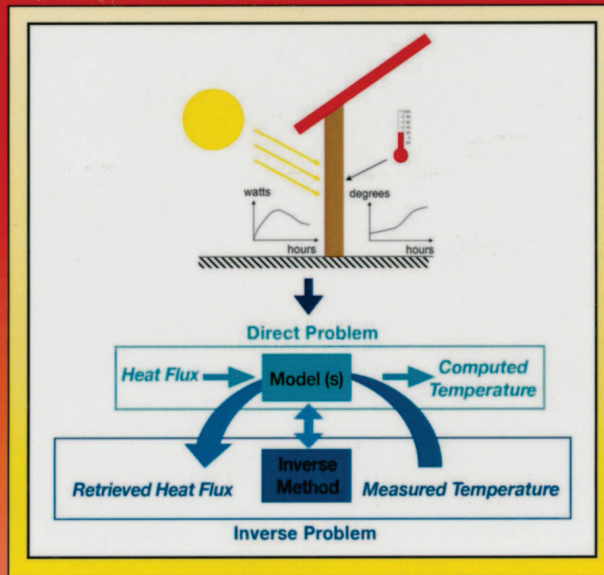 watts
degrees
hours
hours
Direct Problem
Heat Flux
Model (s)
Computed
Temperature
Inverse
Method
Retrieved Heat Flux
Measured Temperature
Inverse Problem